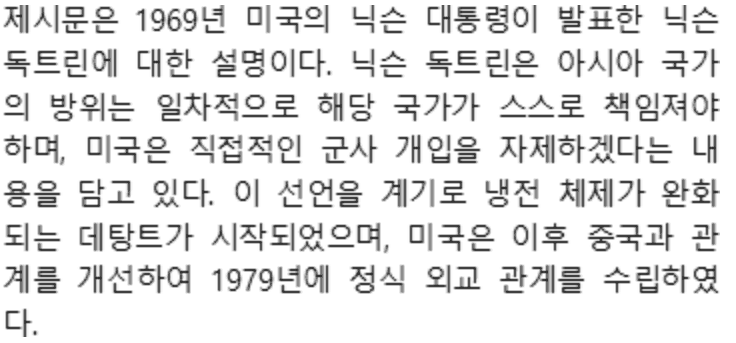 제시문은 1969년 미국의 닉슨 대통령이 발표한 닉슨
독트린에 대한 설명이다. 닉슨 독트린은 아시아 국가
의 방위는 일차적으로 해당 국가가 스스로 책임져야
하며, 미국은 직접적인 군사 개입을 자제하겠다는 내
용을 담고 있다. 이 선언을 계기로 냉전 체제가 완화
되는 데탕트가 시작되었으며, 미국은 이후 중국과 관
계를 개선하여 1979년에 정식 외교 관계를 수립하였
다.